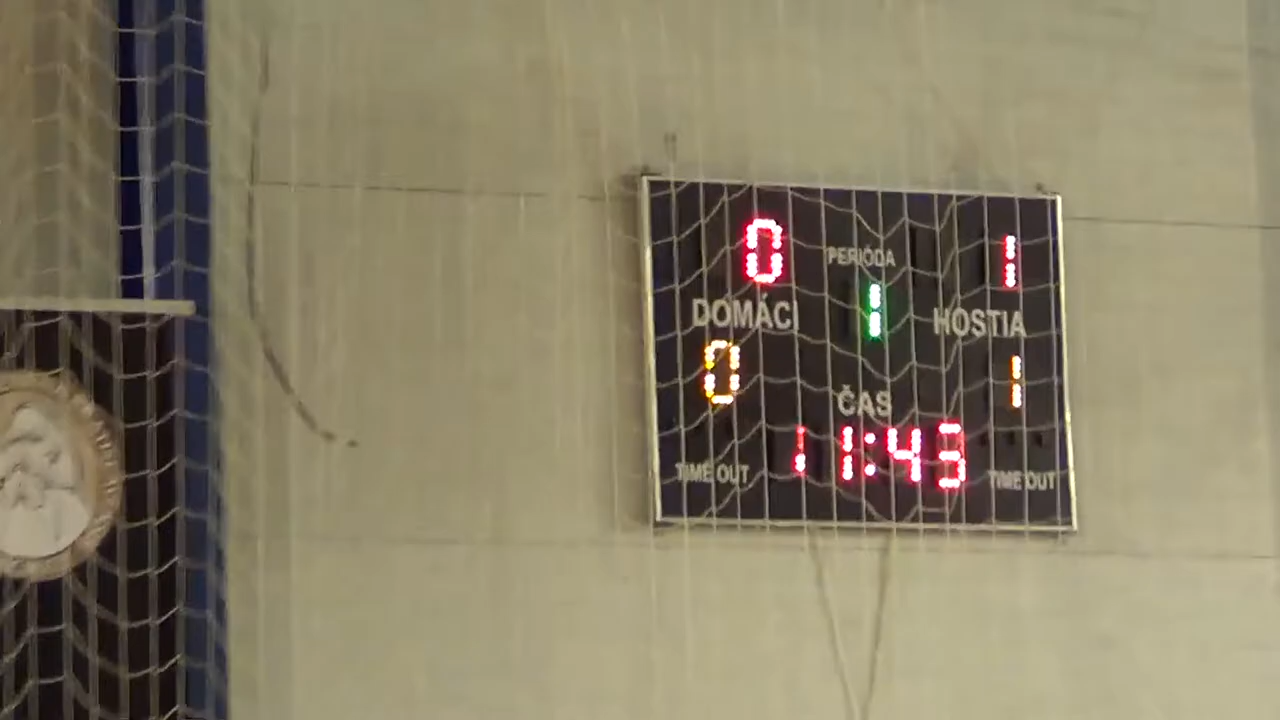 0 PERIÓDA 1
DOMÁCI 1 HOSTIA
0 ČAS 1
TIME OUT 11:43 TIME OUT